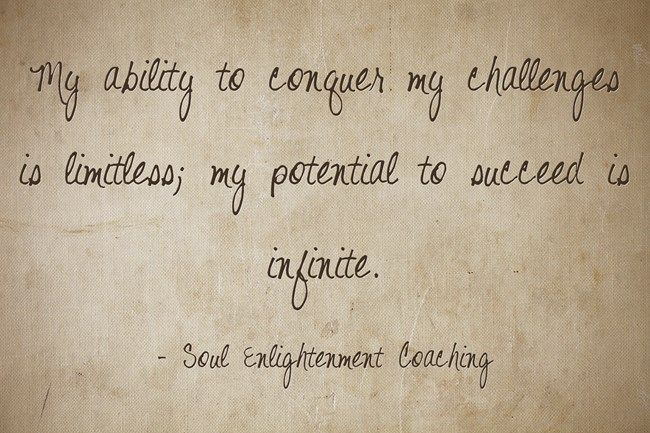 My ability to conquer my challenges
is limitless; my potential to succeed is
infinite.
- Soul Enlightenment Coaching